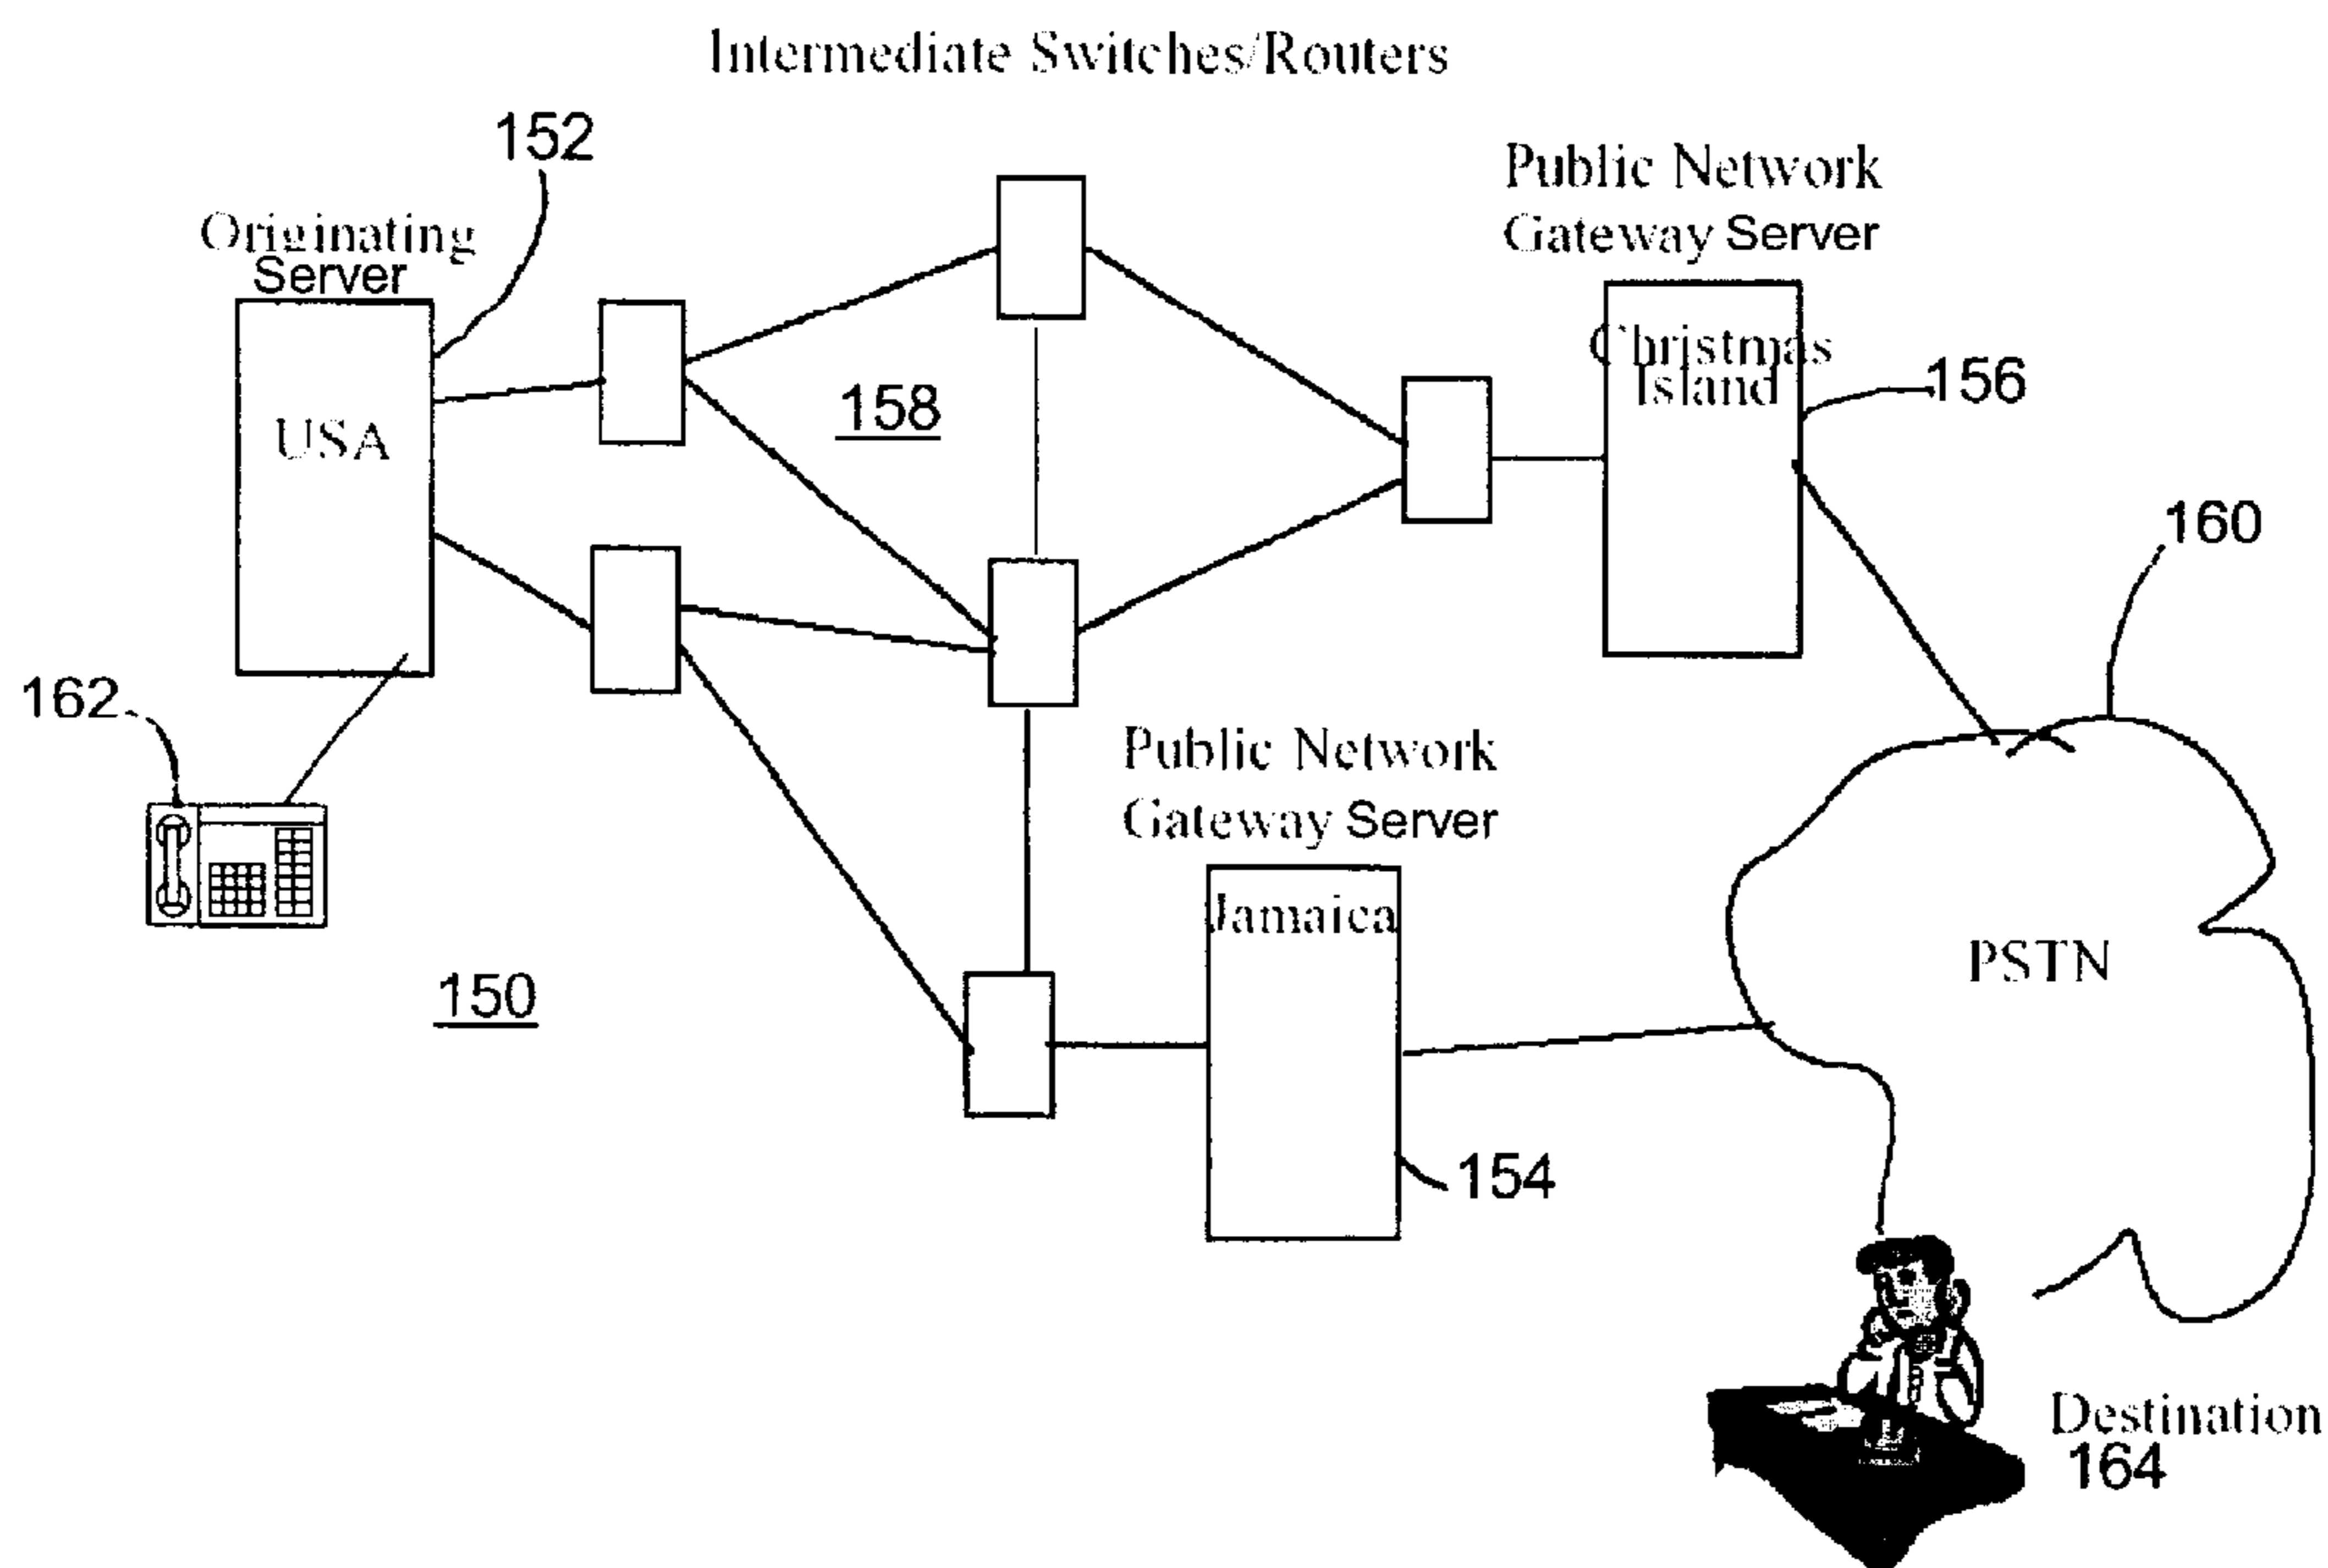 Intermediate Switches/Routers
152
Public Network
Gateway Server
Originating
Server
Christmas
Island
156
158
USA
160
162
Public Network
Gateway Server
Jamaica
PSTN
150
154
Destination
164